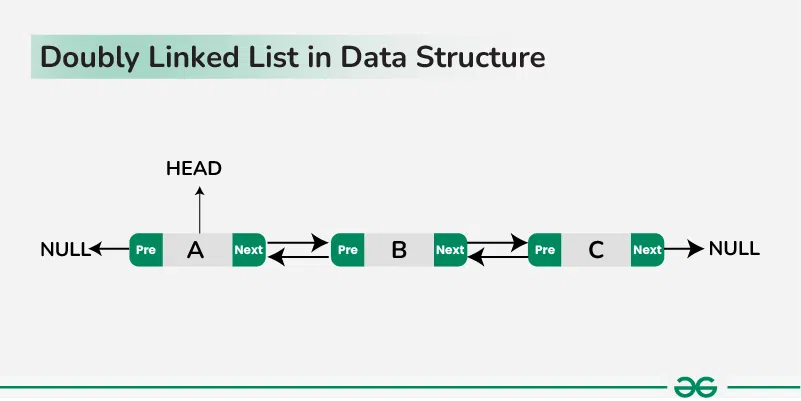 Doubly Linked List in Data Structure
HEAD
NULL Pre A Next Pre B Next Pre C Next NULL